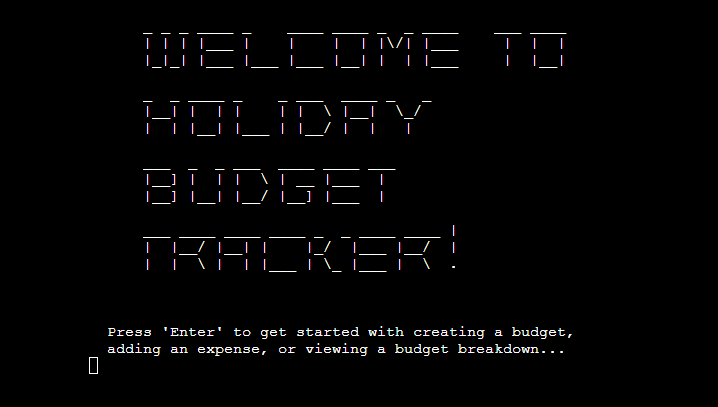 WELCOME TO
HOLIDAY
BUDGET
TRACKER!
Press 'Enter' to get started with creating a budget,
adding an expense, or viewing a budget breakdown...